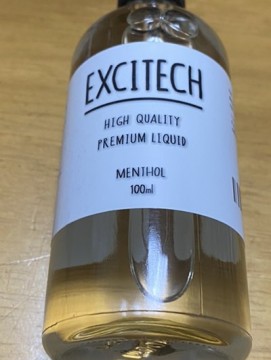 EXCITECH
HIGH QUALITY
PREMIUM LIQUID
MENTHOL
100ml